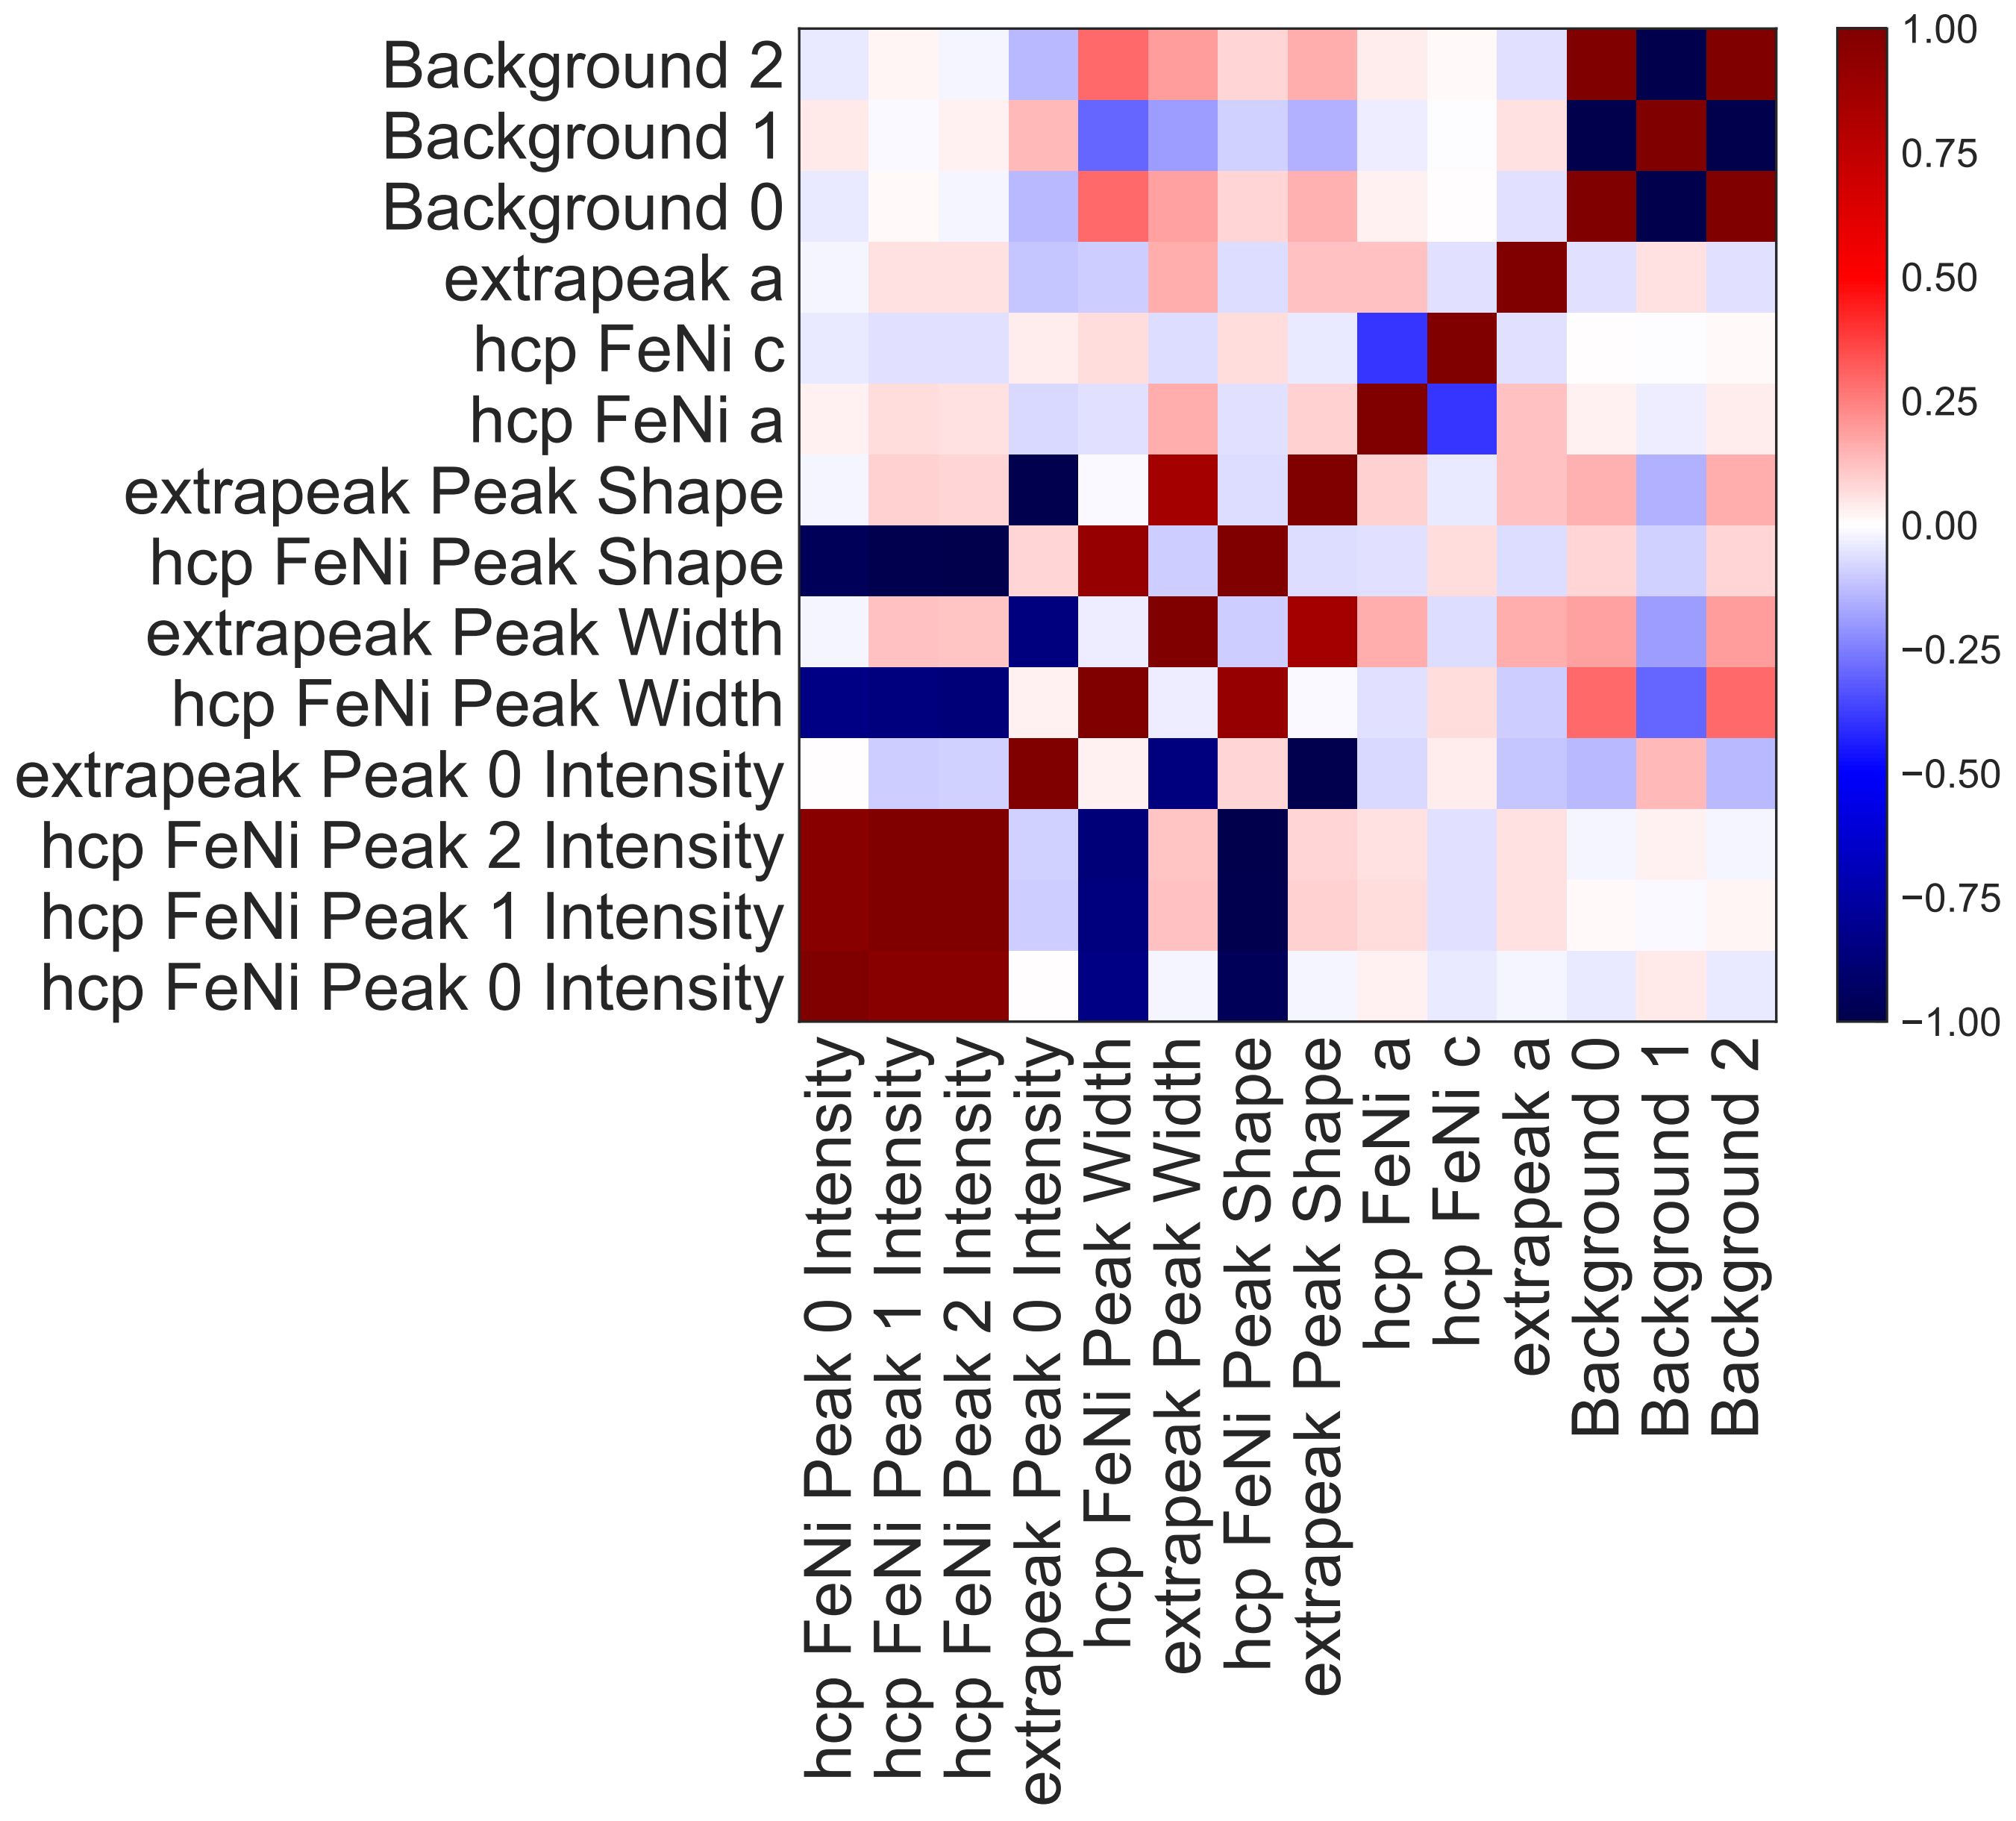 Background 2
Background 1
Background 0
extrapeak a
hcp FeNi c
hcp FeNi a
extrapeak Peak Shape
hcp FeNi Peak Shape
extrapeak Peak Width
hcp FeNi Peak Width
extrapeak Peak 0 Intensity
hcp FeNi Peak 2 Intensity
hcp FeNi Peak 1 Intensity
hcp FeNi Peak 0 Intensity
hcp FeNi Peak 0 Intensity
hcp FeNi Peak 1 Intensity
hcp FeNi Peak 2 Intensity
extrapeak Peak 0 Intensity
hcp FeNi Peak Width
extrapeak Peak Width
hcp FeNi Peak Shape
extrapeak Peak Shape
hcp FeNi a
hcp FeNi c
extrapeak a
Background 0
Background 1
Background 2
1.00
0.75
0.50
0.25
0.00
−0.25
−0.50
−0.75
−1.00